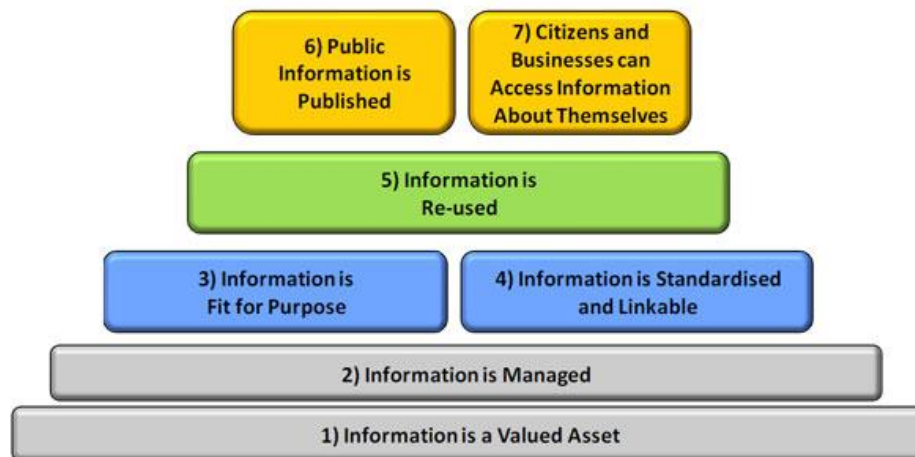 6) Public
Information is
Published
7) Citizens and
Businesses can
Access Information
About Themselves
5) Information is
Re-used
3) Information is
Fit for Purpose
4) Information is Standardised
and Linkable
2) Information is Managed
1) Information is a Valued Asset